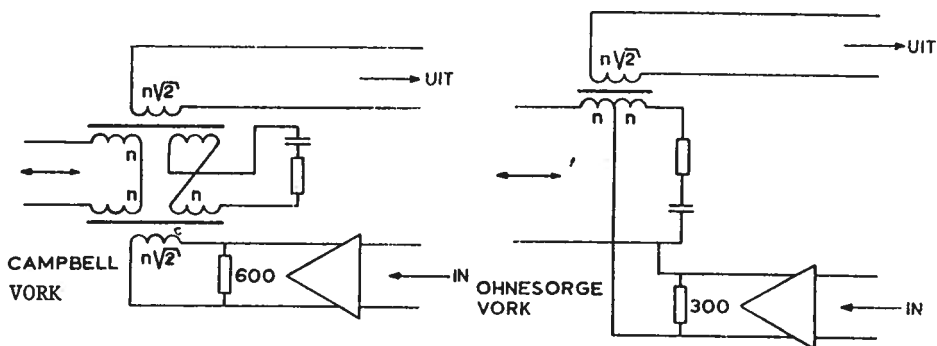 n√2
UIT
n
n
n
c
n√2
600
IN
CAMPBELL
VORK
n√2
UIT
n n
300
IN
OHNESORGE
VORK